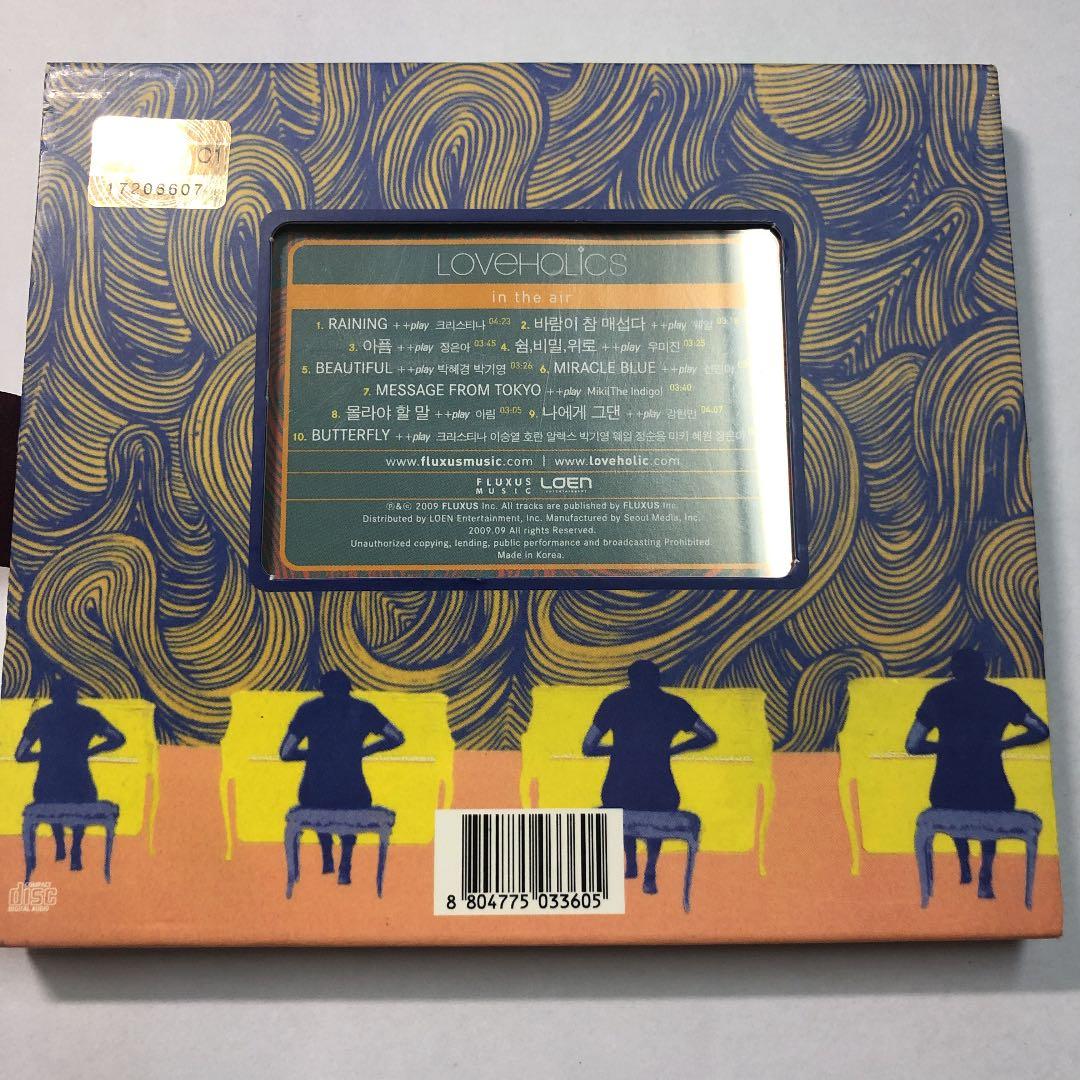 01
17206607
LOVEHOLICS
in the air
1. RAINING ++play 크리스티나 04:23 2. 바람이 참 매섭다 ++play 웨일
3. 아픔 ++play 장은아 03:45 4. 쉼,비밀,위로 ++play 우미진 03:25
5. BEAUTIFUL ++play 박혜경 박기영 03:26 6. MIRACLE BLUE ++play
7. MESSAGE FROM TOKYO ++play Miki(The Indigo) 03:40
8. 몰라야 할 말 ++play 아림 03:05 9. 나에게 그댄 ++play 강현민 04:07
10. BUTTERFLY ++play 크리스티나 이승열 호란 알렉스 박기영 웨일 정순용 미키 혜원 장은아
www.fluxusmusic.com | www.loveholic.com
FLUXUS MUSIC LOEN ENTERTAINMENT
℗&© 2009 FLUXUS Inc. All tracks are published by FLUXUS Inc.
Distributed by LOEN Entertainment, Inc. Manufactured by Seoul Media, Inc.
2009.09 All rights Reserved.
Unauthorized copying, lending, public performance and broadcasting Prohibited.
Made in Korea.
COMPACT
disc
DIGITAL AUDIO
8 804775 033605